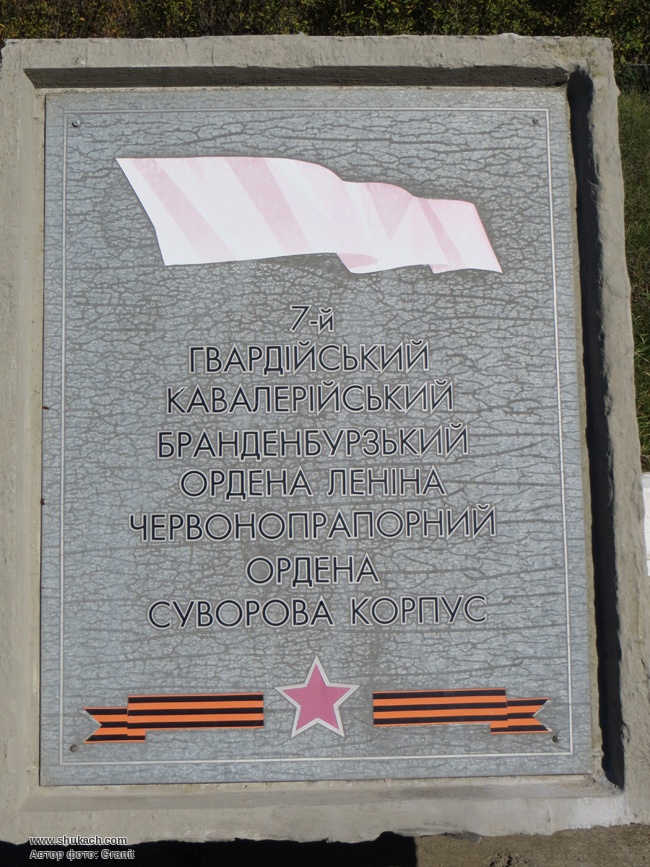 7-й
ГВАРДІЙСЬКИЙ
КАВАЛЕРІЙСЬКИЙ
БРАНДЕНБУРЗЬКИЙ
ОРДЕНА ЛЕНІНА
ЧЕРВОНОПРАПОРНИЙ
ОРДЕНА
СУВОРОВА КОРПУС
www.shukach.com
Автор фото: Granit